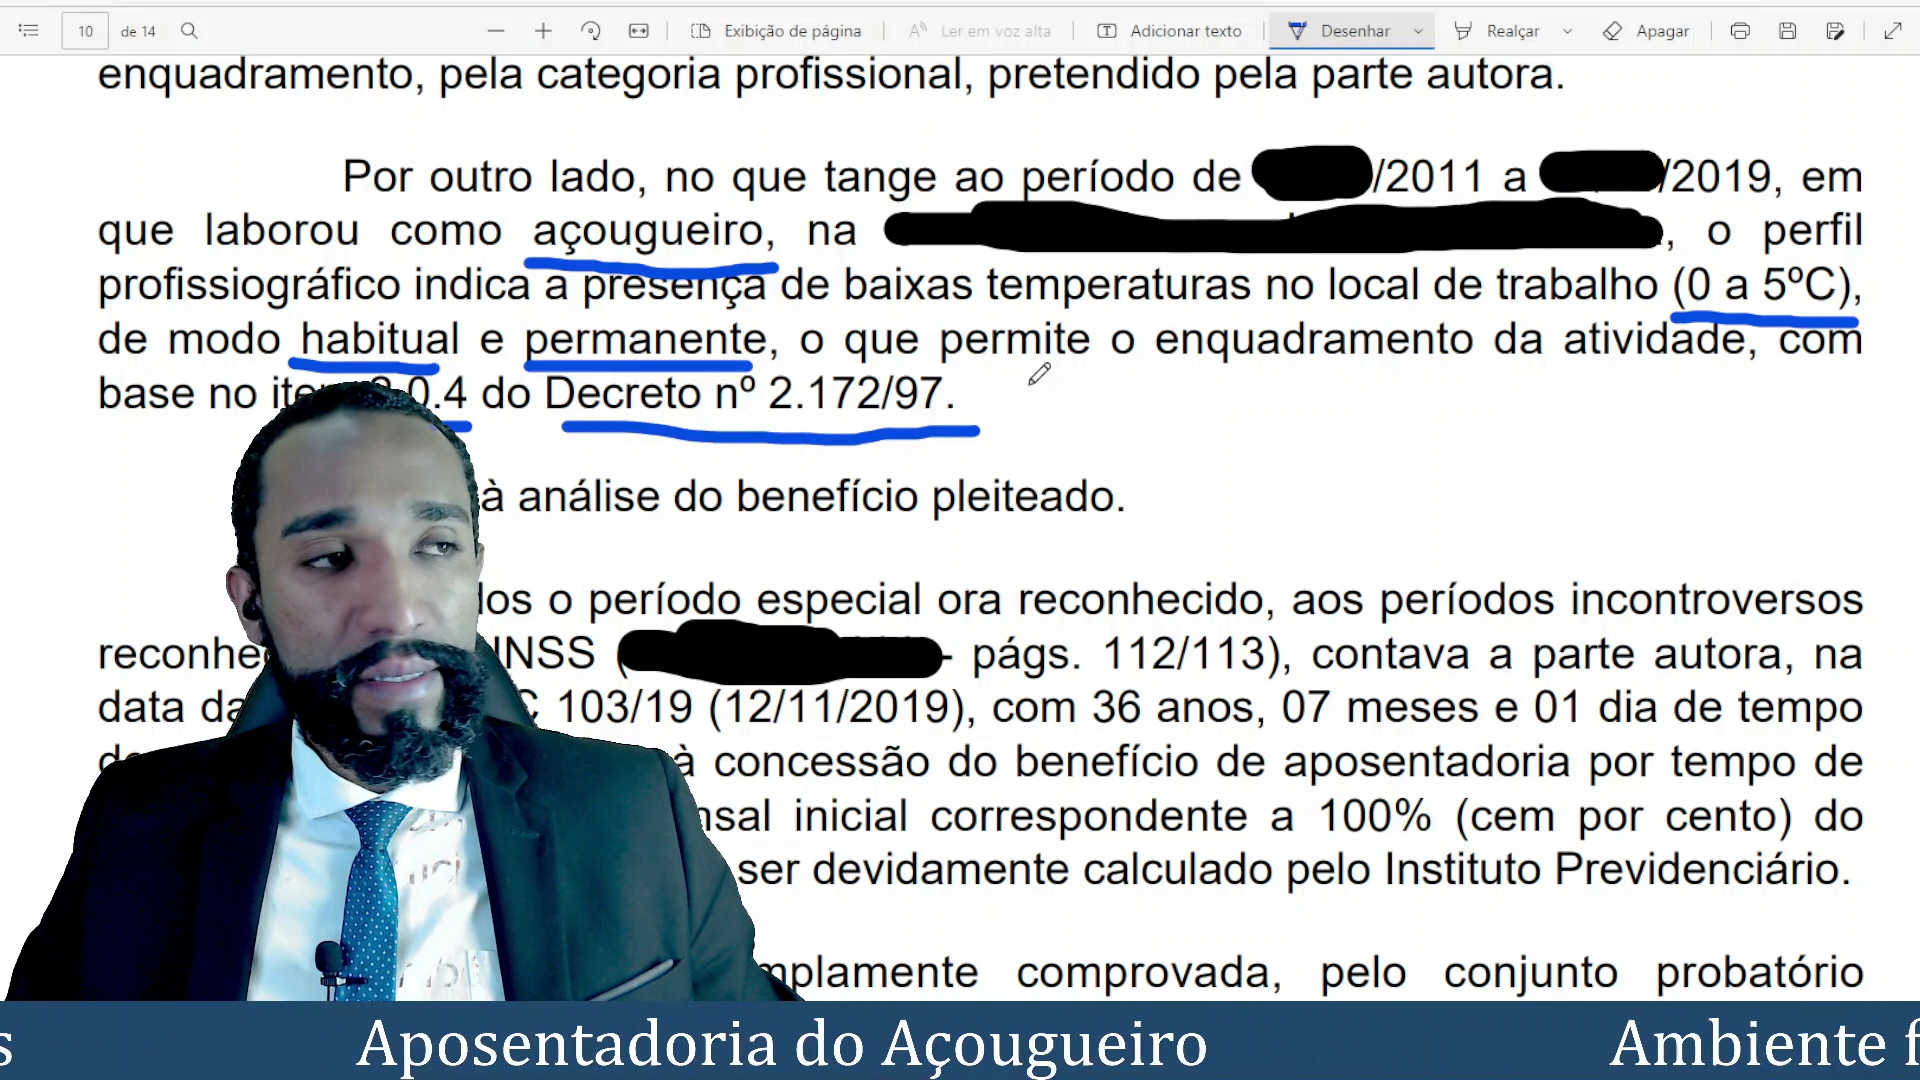 10 de 14 Exibição de página Ler em voz alta Adicionar texto Desenhar Realçar Apagar
enquadramento, pela categoria profissional, pretendido pela parte autora.
Por outro lado, no que tange ao período de /2011 a /2019, em
que laborou como açougueiro, na , o perfil
profissiográfico indica a presença de baixas temperaturas no local de trabalho (0 a 5ºC),
de modo habitual e permanente, o que permite o enquadramento da atividade, com
base no .4 do Decreto nº 2.172/97.
à análise do benefício pleiteado.
o período especial ora reconhecido, aos períodos incontroversos
INSS ( - págs. 112/113), contava a parte autora, na
data da 103/19 (12/11/2019), com 36 anos, 07 meses e 01 dia de tempo
à concessão do benefício de aposentadoria por tempo de
inicial correspondente a 100% (cem por cento) do
ser devidamente calculado pelo Instituto Previdenciário.
comprovada, pelo conjunto probatório
s Aposentadoria do Açougueiro Ambiente f